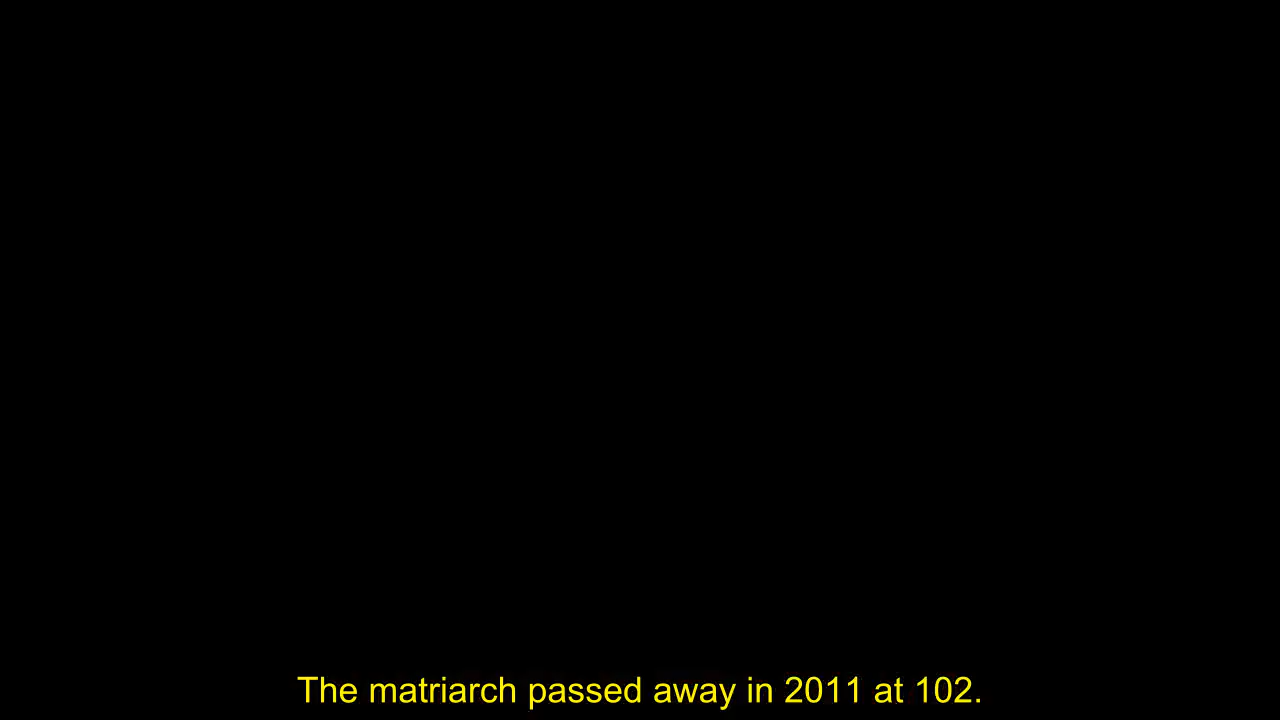 The matriarch passed away in 2011 at 102.